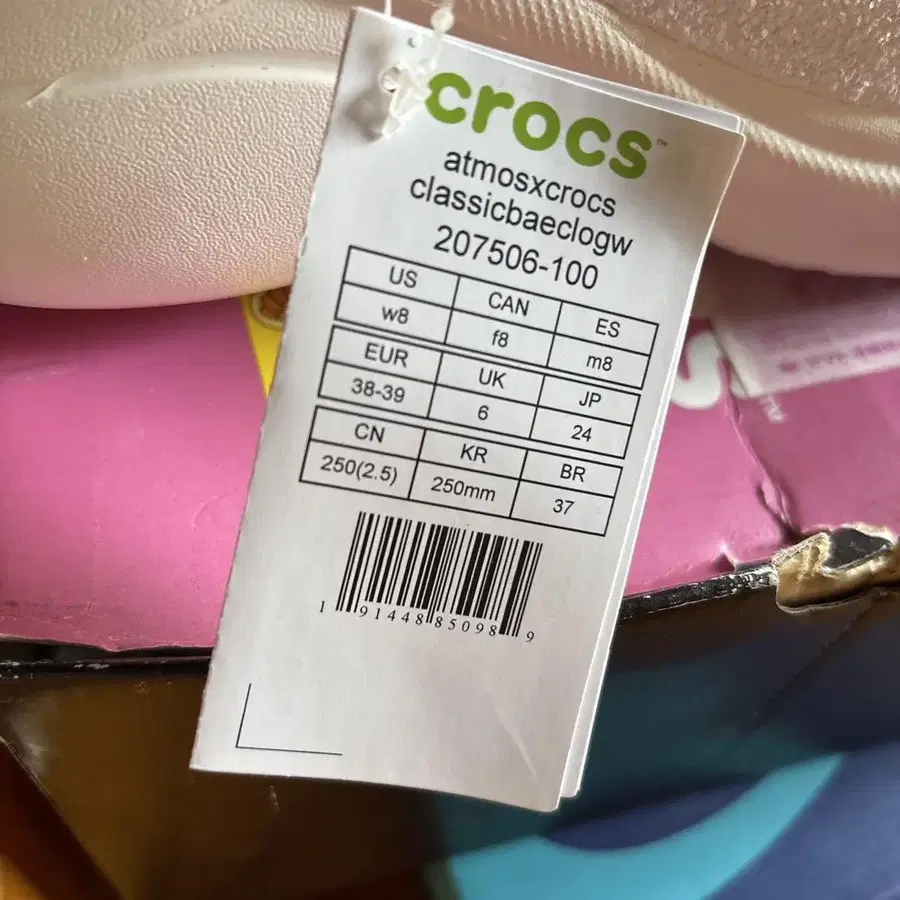 crocs™
atmosxcrocs
classicbaeclogw
207506-100
US CAN ES
w8 f8 m8
EUR UK JP
38-39 6 24
CN KR BR
250(2.5) 250mm 37
1 91448 85098 9